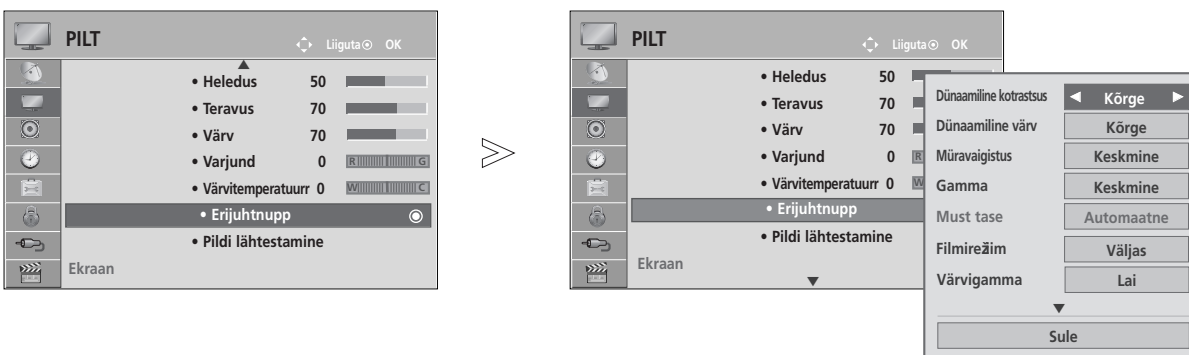 PILT
Liiguta OK
• Heledus 50
• Teravus 70
• Värv 70
• Varjund 0 R G
• Värvitemperatuurr 0 W C
• Erijuhtnupp
• Pildi lähtestamine
Ekraan
PILT
Liiguta OK
• Heledus 50
• Teravus 70
• Värv 70
• Varjund 0 R
• Värvitemperatuurr 0 W
• Erijuhtnupp
• Pildi lähtestamine
Ekraan
Dünaamiline kotrastsus Kõrge
Dünaamiline värv Kõrge
Müravaigistus Keskmine
Gamma Keskmine
Must tase Automaatne
Filmirežim Väljas
Värvigamma Lai
Sule